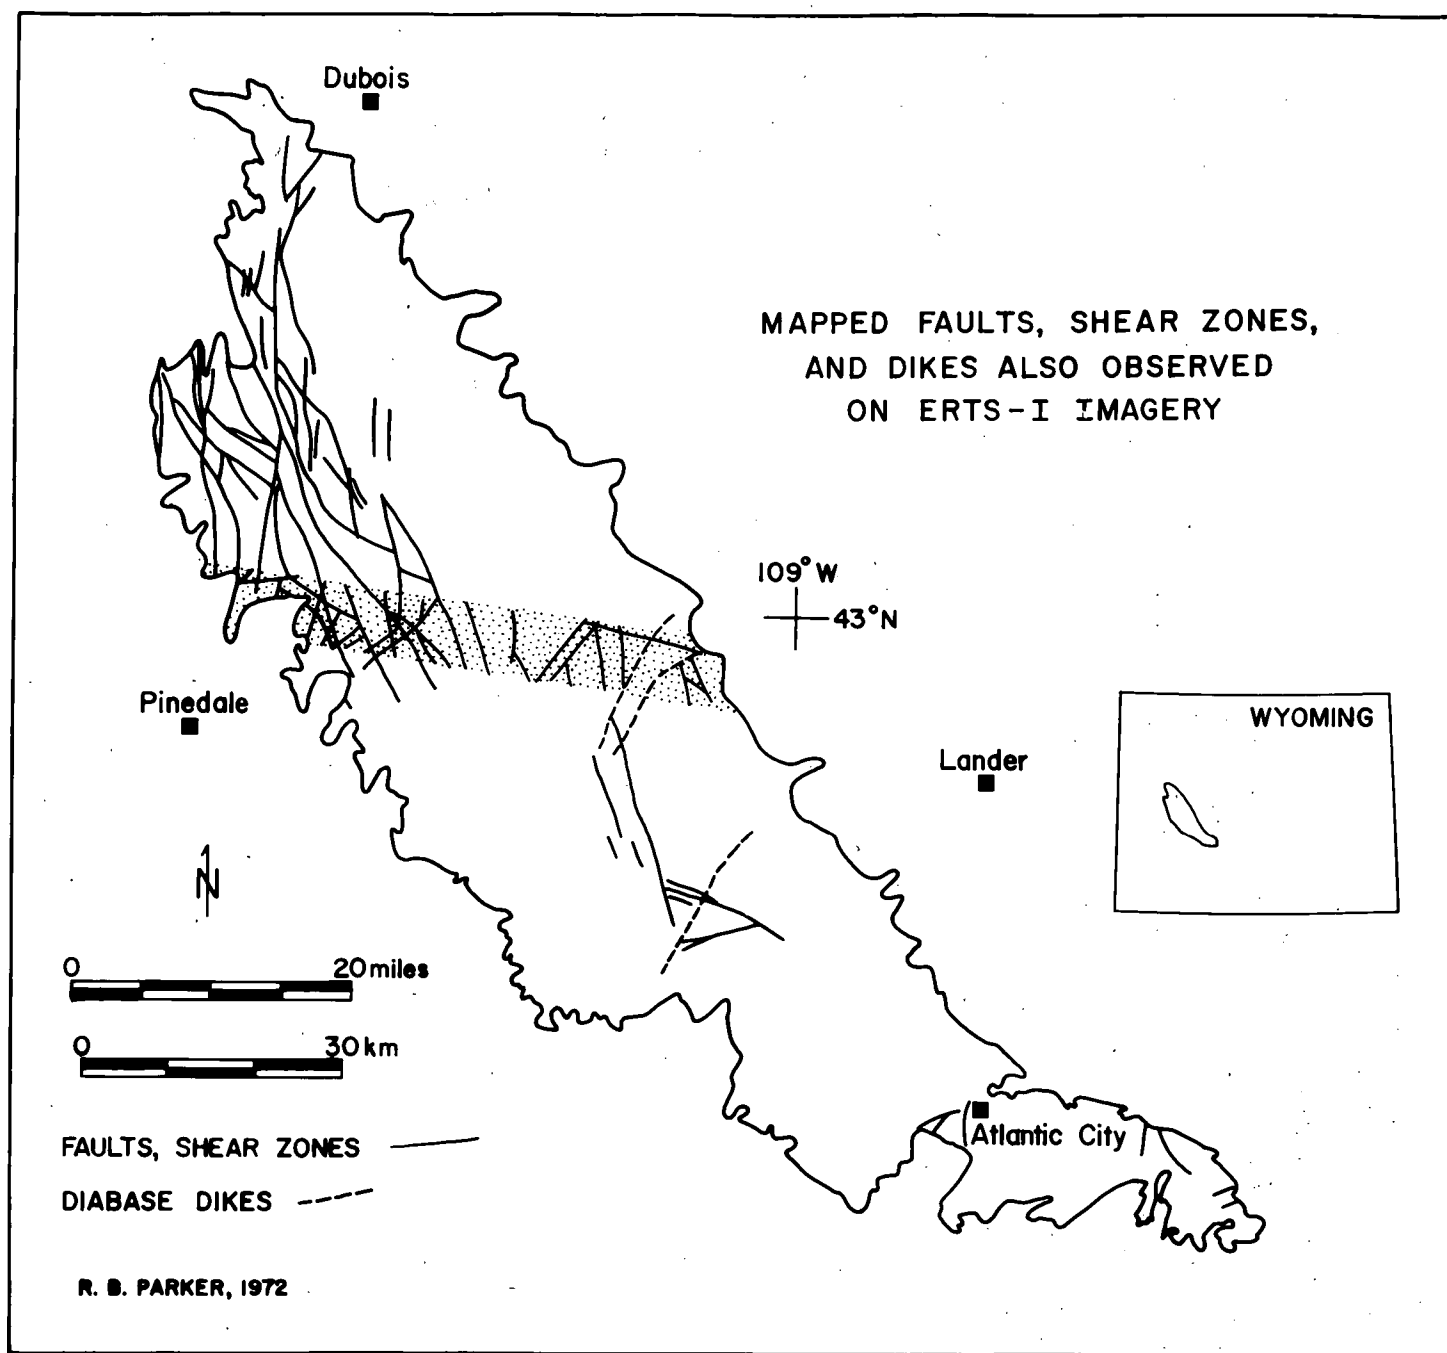 Dubois
MAPPED FAULTS, SHEAR ZONES,
AND DIKES ALSO OBSERVED
ON ERTS-I IMAGERY
109°W
43°N
Pinedale
WYOMING
Lander
N
0 20 miles
0 30 km
Atlantic City
FAULTS, SHEAR ZONES
DIABASE DIKES
R. B. PARKER, 1972